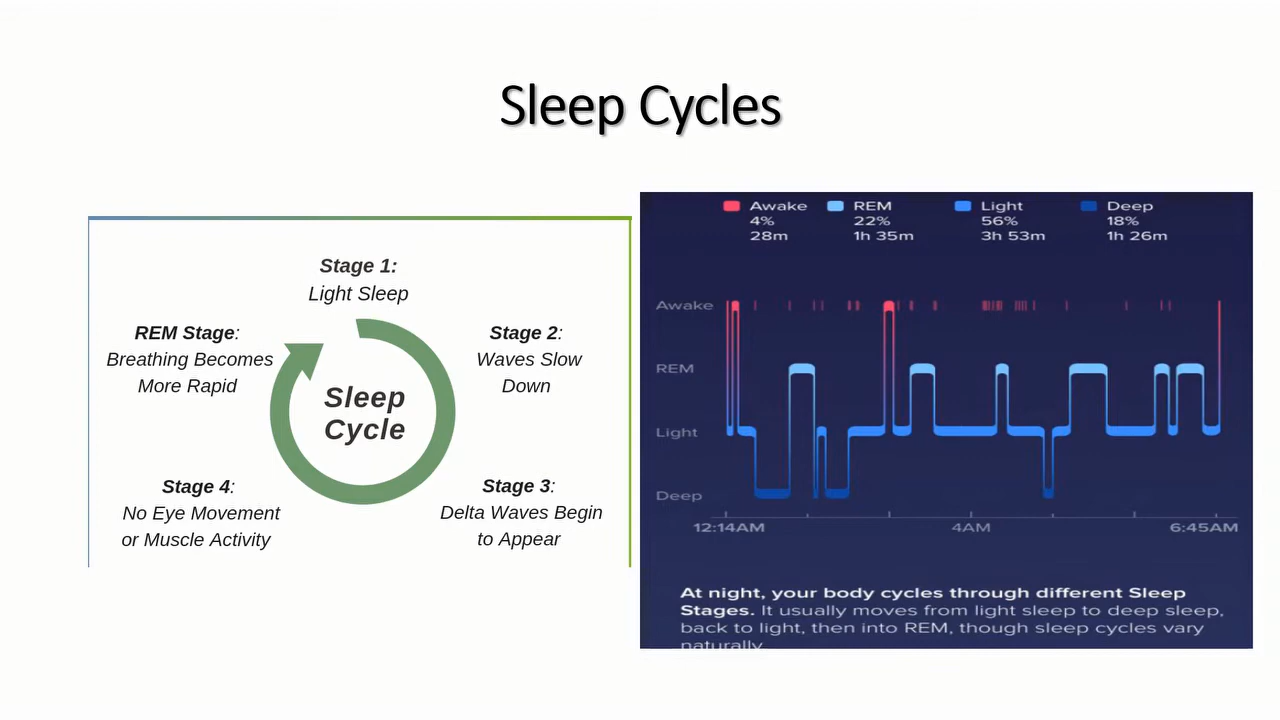 Sleep Cycles
Stage 1:
Light Sleep
REM Stage:
Breathing Becomes
More Rapid
Stage 2:
Waves Slow
Down
Sleep
Cycle
Stage 4:
No Eye Movement
or Muscle Activity
Stage 3:
Delta Waves Begin
to Appear
Awake
4%
28m
REM
22%
1h 35m
Light
56%
3h 53m
Deep
18%
1h 26m
Awake
REM
Light
Deep
12:14AM 4AM 6:45AM
At night, your body cycles through different Sleep
Stages. It usually moves from light sleep to deep sleep,
back to light, then into REM, though sleep cycles vary
naturally